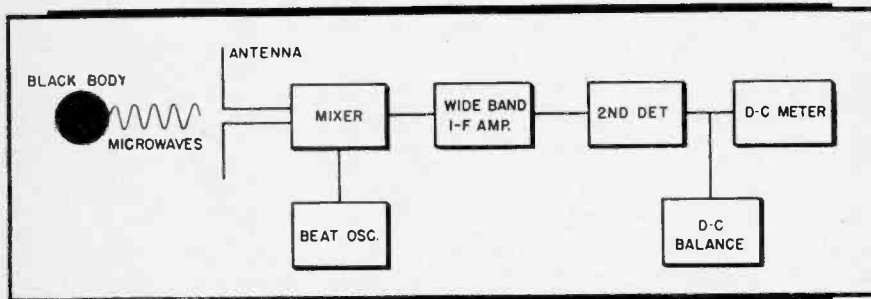 ANTENNA
BLACK BODY
MICROWAVES
MIXER
WIDE BAND
I-F AMP.
2ND DET
D-C METER
BEAT OSC.
D-C
BALANCE